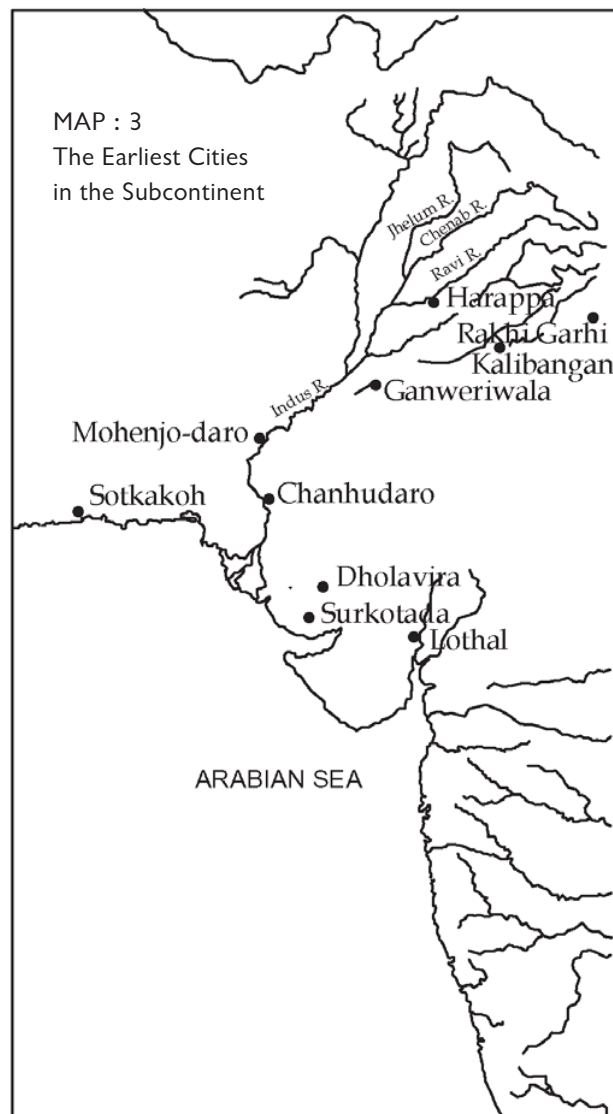 MAP : 3
The Earliest Cities
in the Subcontinent
Jhelum R.
Chenab R.
Ravi R.
Harappa
Rakhi Garhi
Kalibangan
Ganweriwala
Indus R.
Mohenjo-daro
Sotkakoh
Chanhudaro
Dholavira
Surkotada
Lothal
ARABIAN SEA